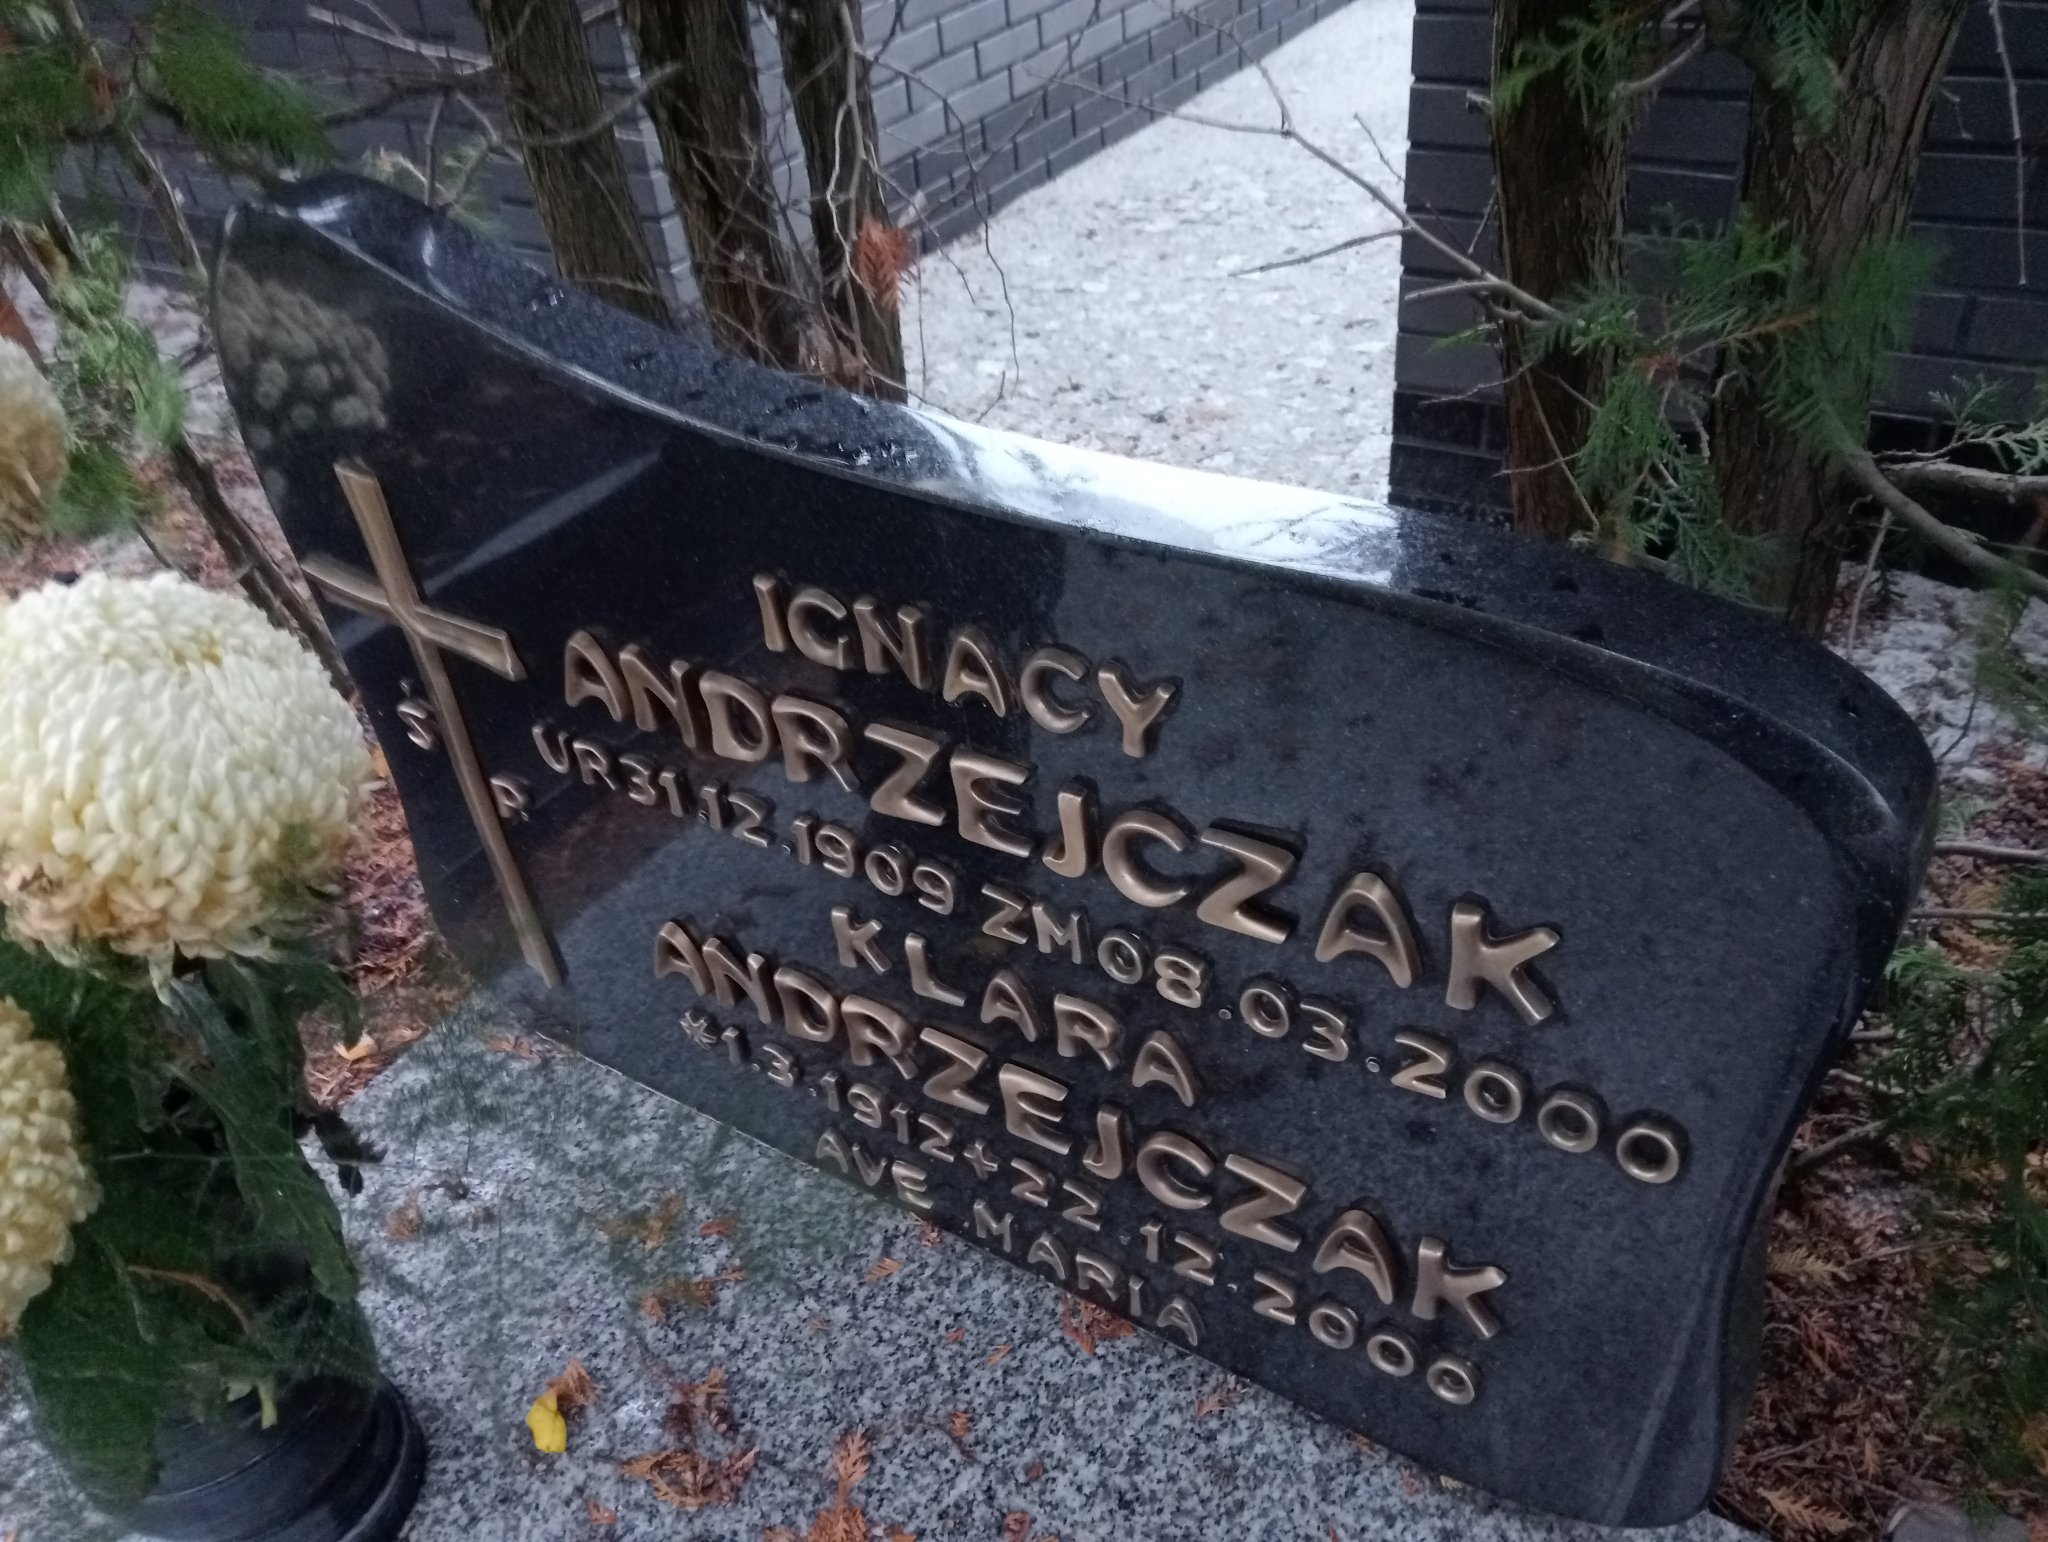 Ś P
IGNACY
ANDRZEJCZAK
UR 31.12.1909 ZM 08.03.2000
KLARA
ANDRZEJCZAK
*1.3.1912 + 22.12.2000
AVE MARIA